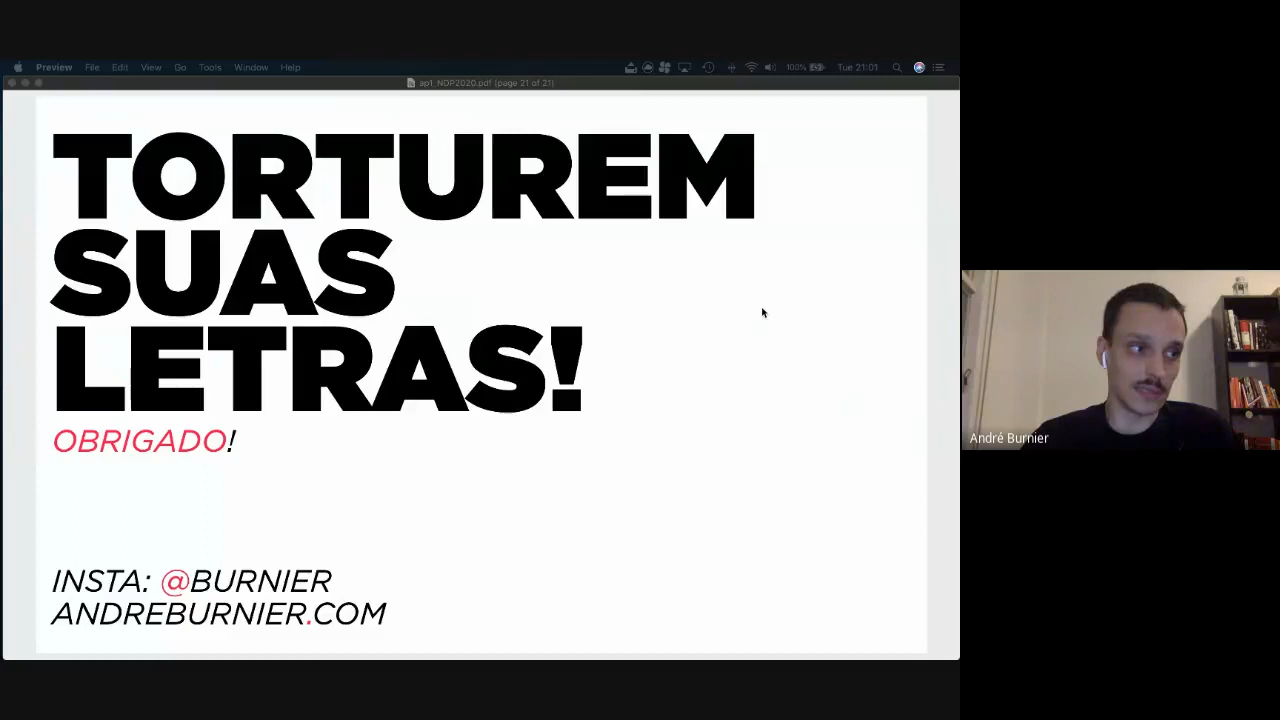 Preview File Edit View Go Tools Window Help 100% Tue 21:01
ap1_NOP2020.pdf (page 21 of 21)
TORTUREM
SUAS
LETRAS!
OBRIGADO!
INSTA: @BURNIER
ANDREBURNIER.COM
André Burnier